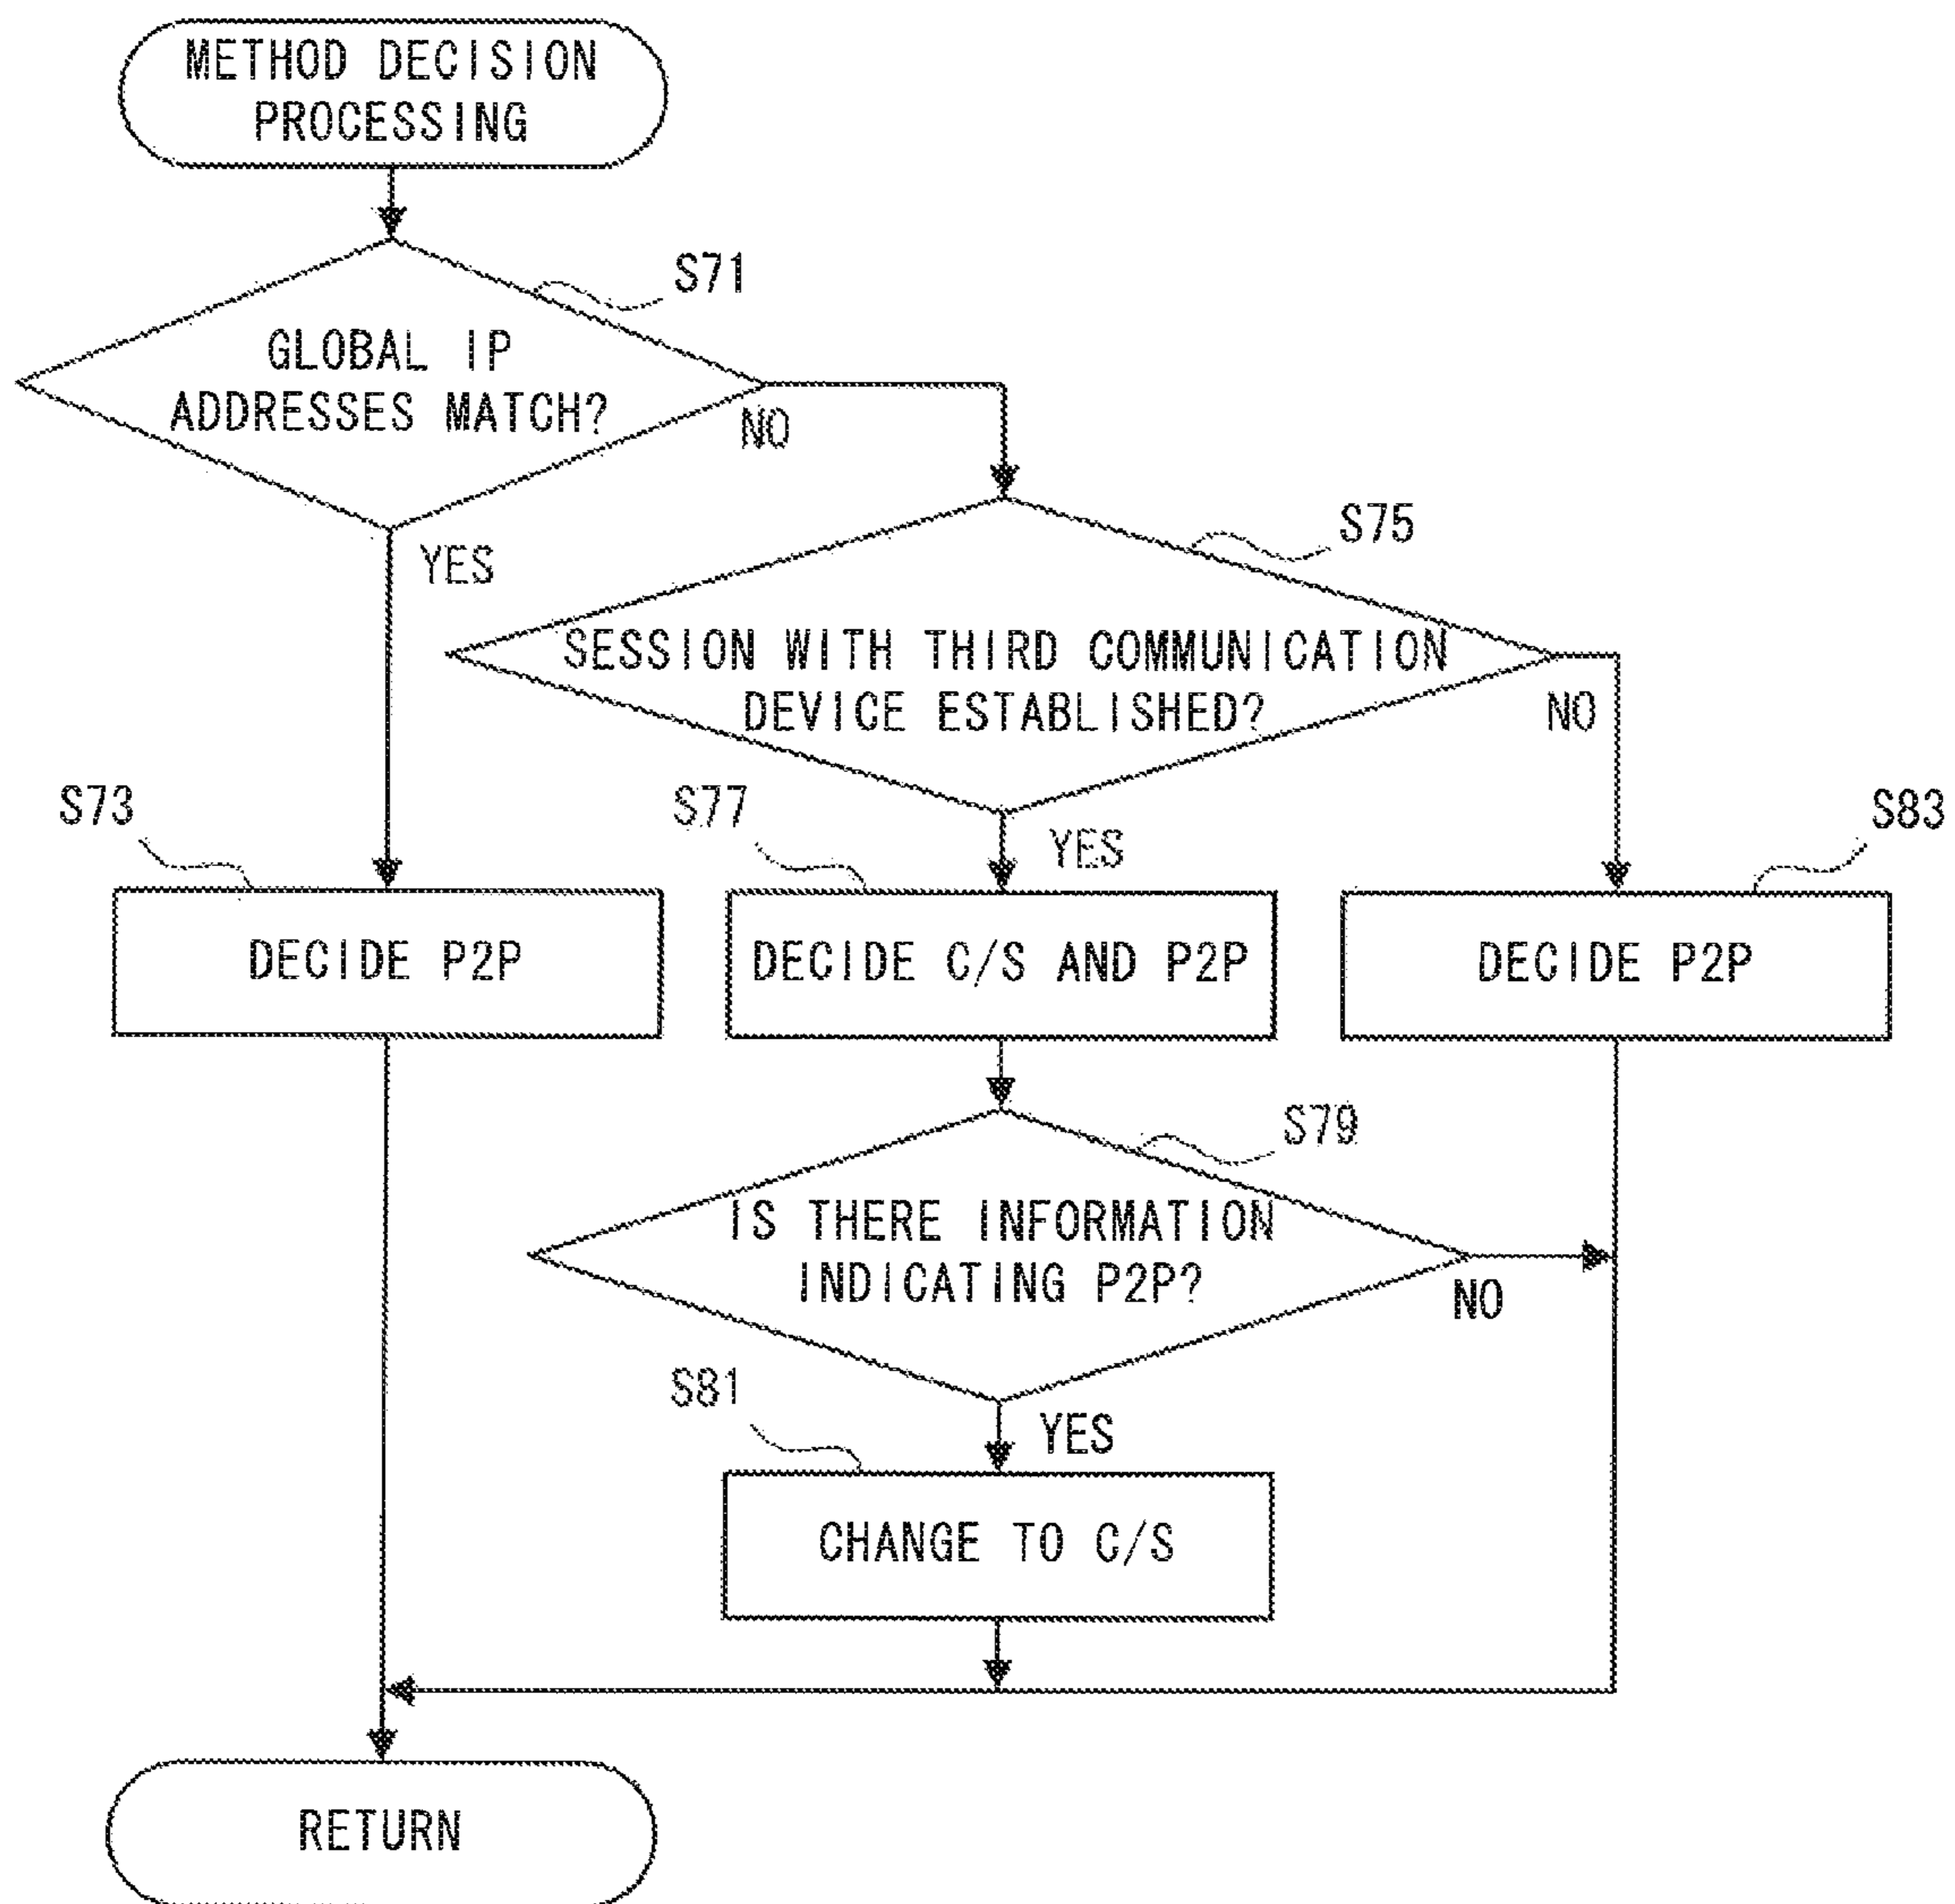 METHOD DECISION
PROCESSING
S71
GLOBAL IP
ADDRESSES MATCH?
NO
YES
S75
SESSION WITH THIRD COMMUNICATION
DEVICE ESTABLISHED?
NO
YES
S73
DECIDE P2P
S77
DECIDE C/S AND P2P
S83
DECIDE P2P
S79
IS THERE INFORMATION
INDICATING P2P?
NO
YES
S81
CHANGE TO C/S
RETURN